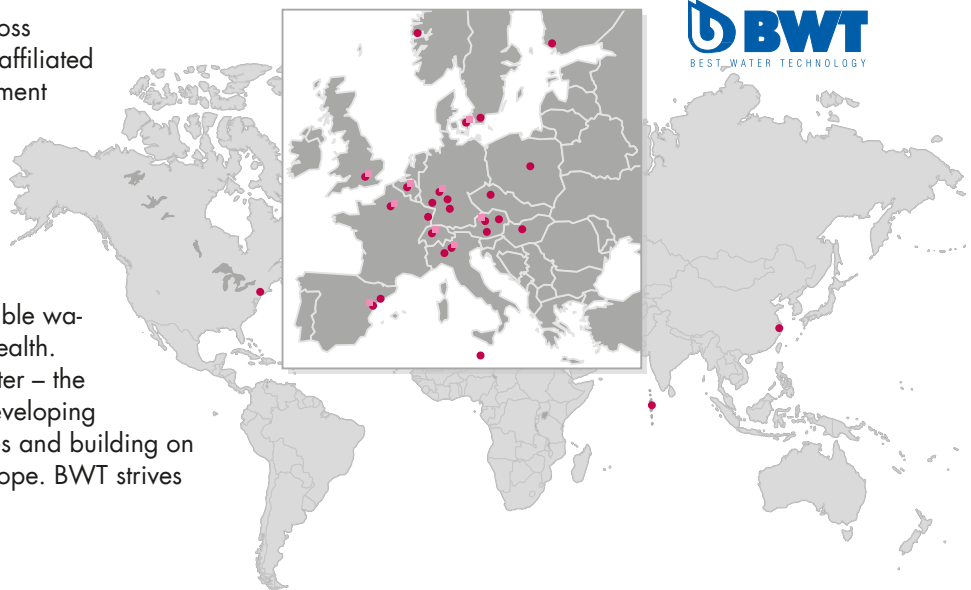 oss
affiliated
ment
BWT
BEST WATER TECHNOLOGY
ble wa-
ealth.
ter – the
eveloping
s and building on
ope. BWT strives